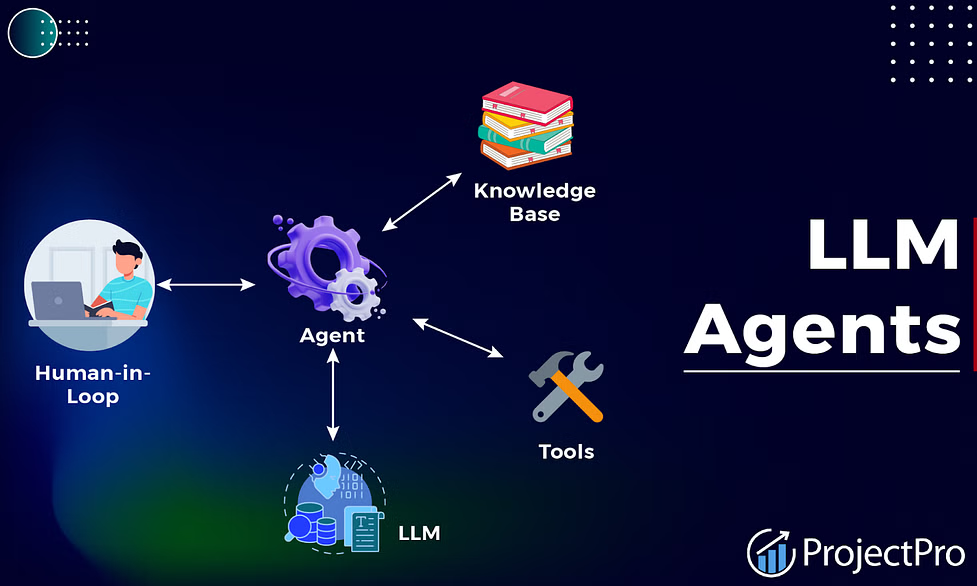 Knowledge
Base
LLM
Agents
Human-in-
Loop
Agent
Tools
LLM
ProjectPro